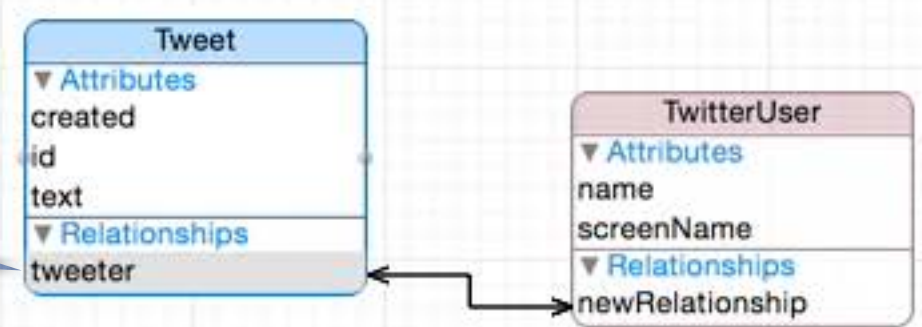 Tweet
Attributes
created
id
text
Relationships
tweeter
TwitterUser
Attributes
name
screenName
Relationships
newRelationship